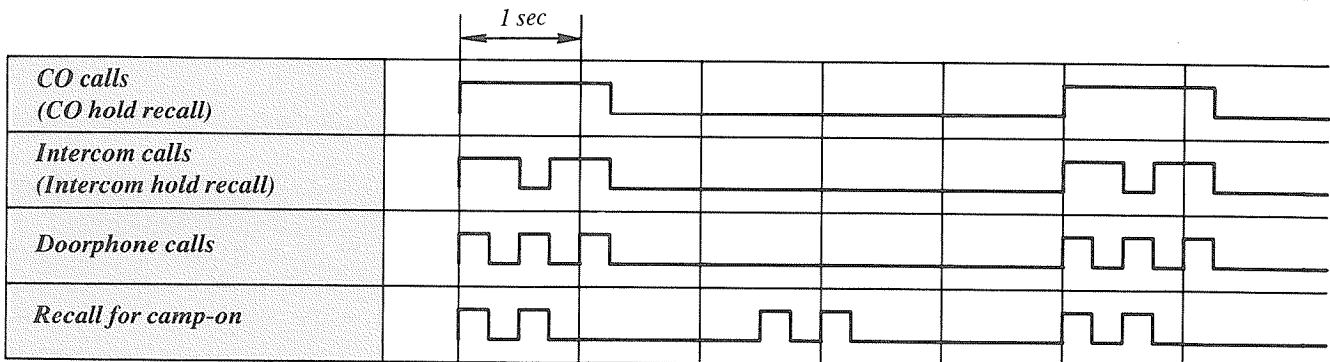 1 sec
CO calls
(CO hold recall)
Intercom calls
(Intercom hold recall)
Doorphone calls
Recall for camp-on